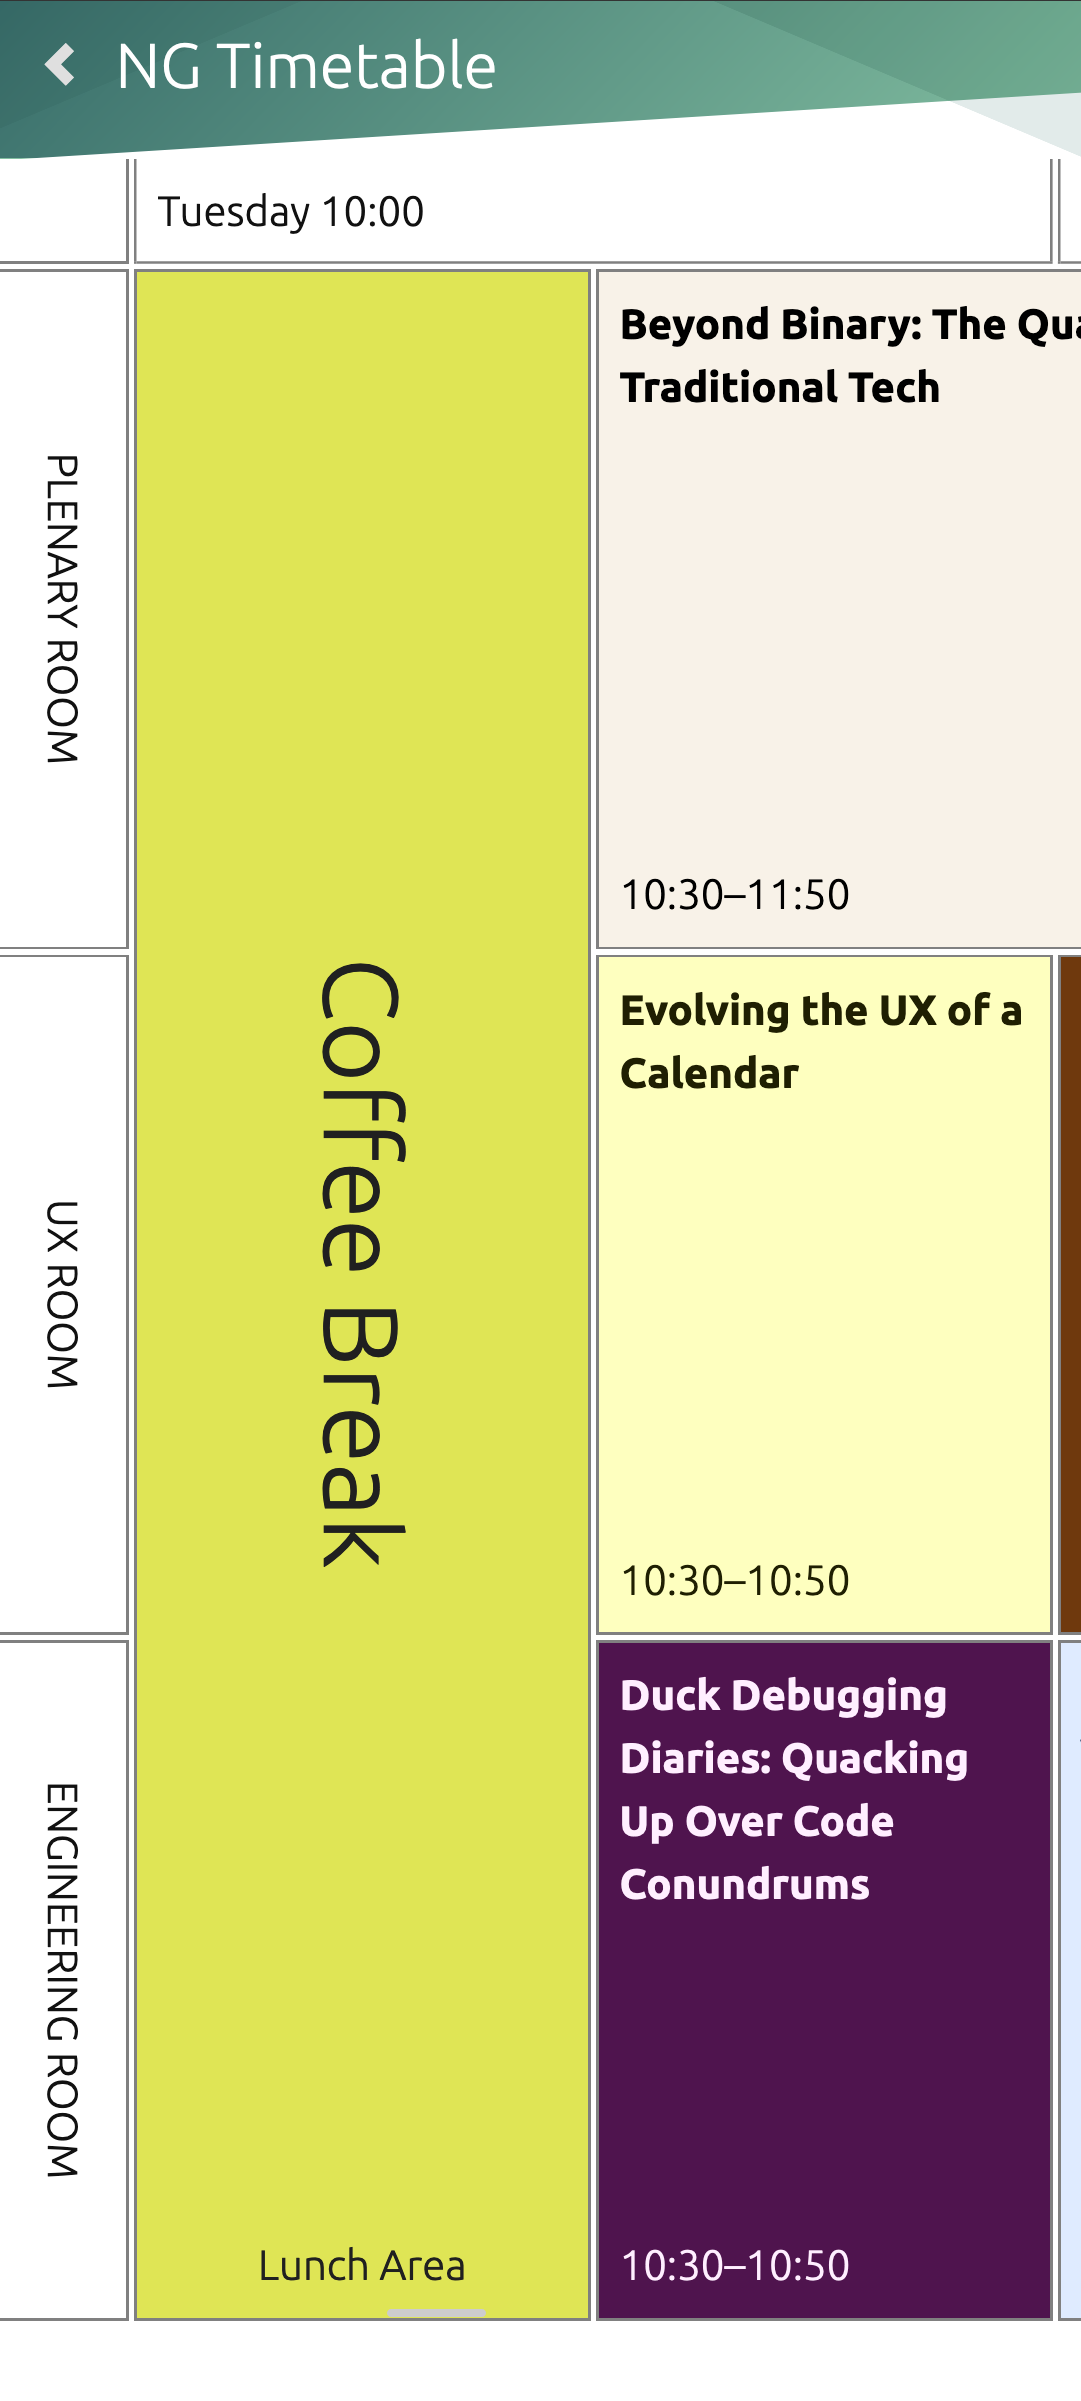 NG Timetable
Tuesday 10:00
PLENARY ROOM
Coffee Break
Lunch Area
Beyond Binary: The
Traditional Tech
10:30–11:50
UX ROOM
Evolving the UX of a
Calendar
10:30–10:50
ENGINEERING ROOM
Duck Debugging
Diaries: Quacking
Up Over Code
Conundrums
10:30–10:50